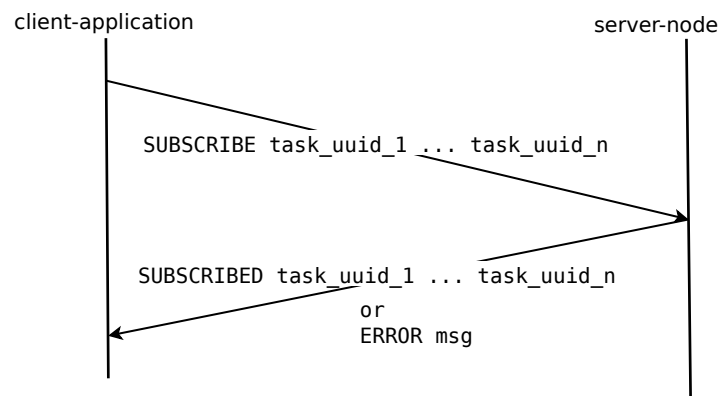 client-application
server-node
SUBSCRIBE task_uuid_1 ... task_uuid_n
SUBSCRIBED task_uuid_1 ... task_uuid_n
or
ERROR msg